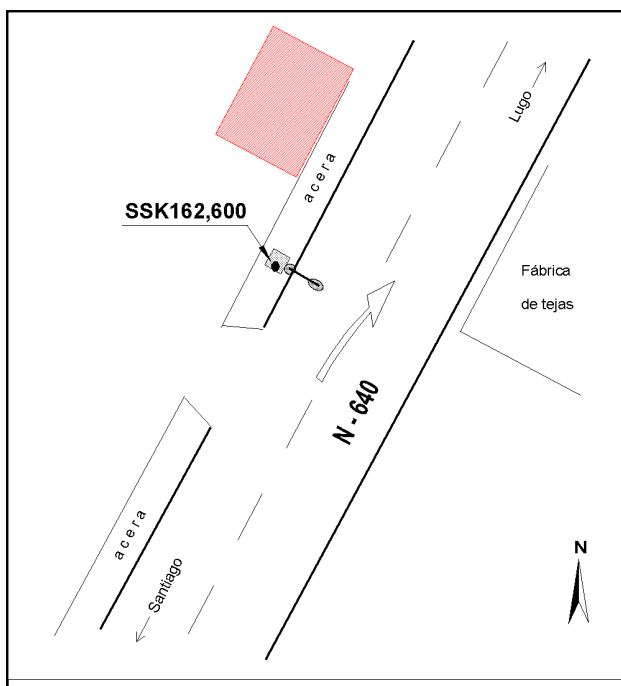 Lugo
acera
SSK162,600
Fábrica
de tejas
N - 640
acera
Santiago
N